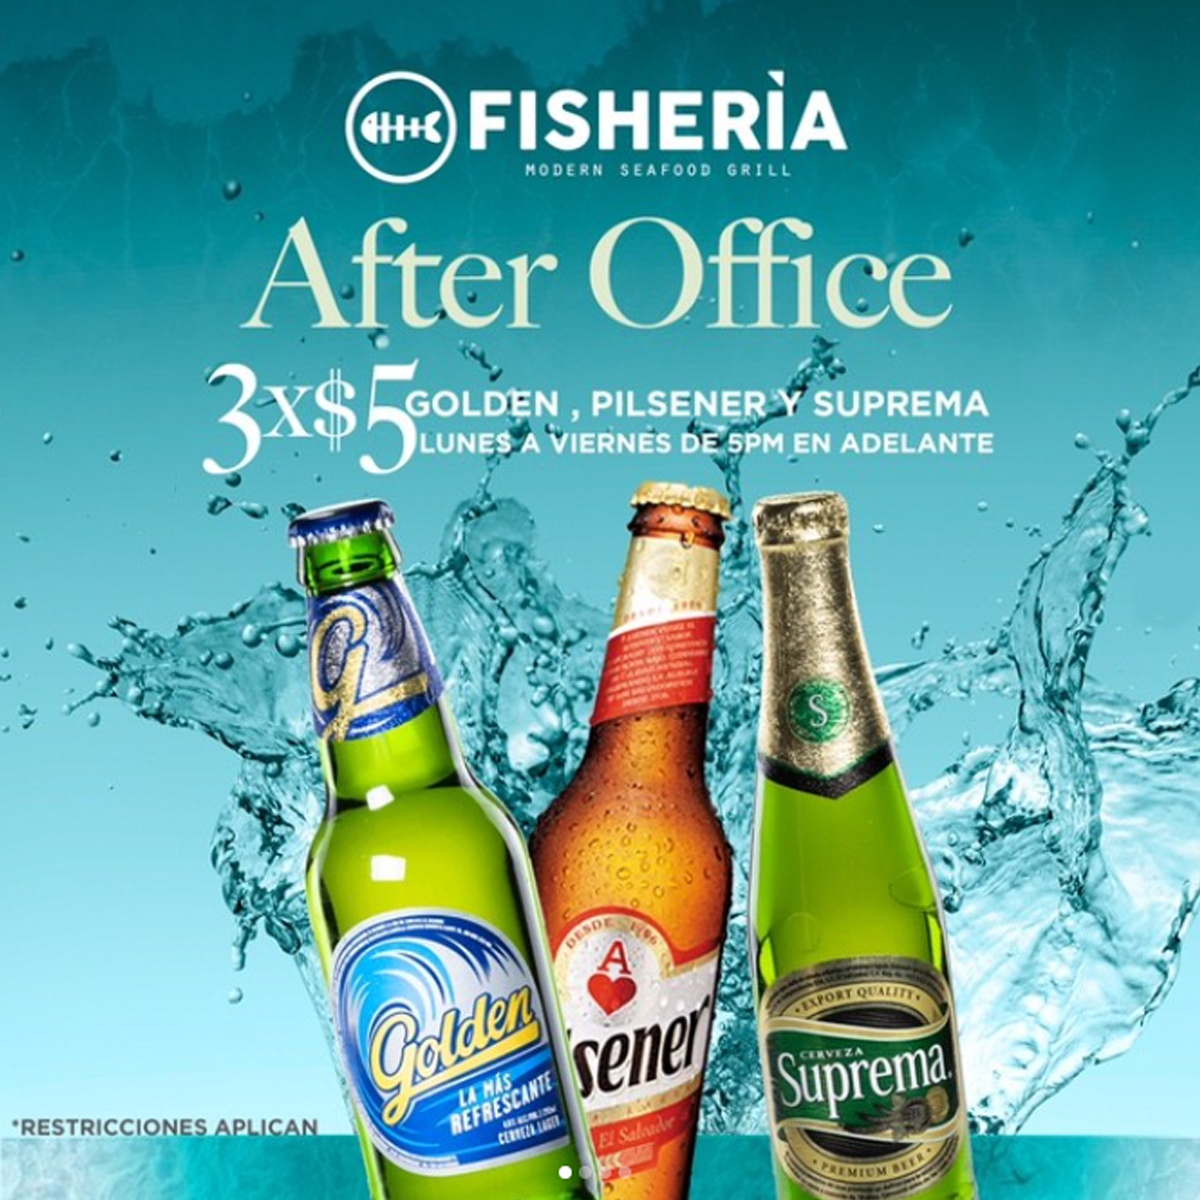 FISHERÌA
MODERN SEAFOOD GRILL
After Office
3x$5
GOLDEN , PILSENER Y SUPREMA
LUNES A VIERNES DE 5PM EN ADELANTE
g
S
DESDE 1906
A
Golden
LA MÁS
REFRESCANTE
CERVEZA LAGER
sener
El Salvador
EXPORT QUALITY
CERVEZA
Suprema
PREMIUM BEER
*RESTRICCIONES APLICAN